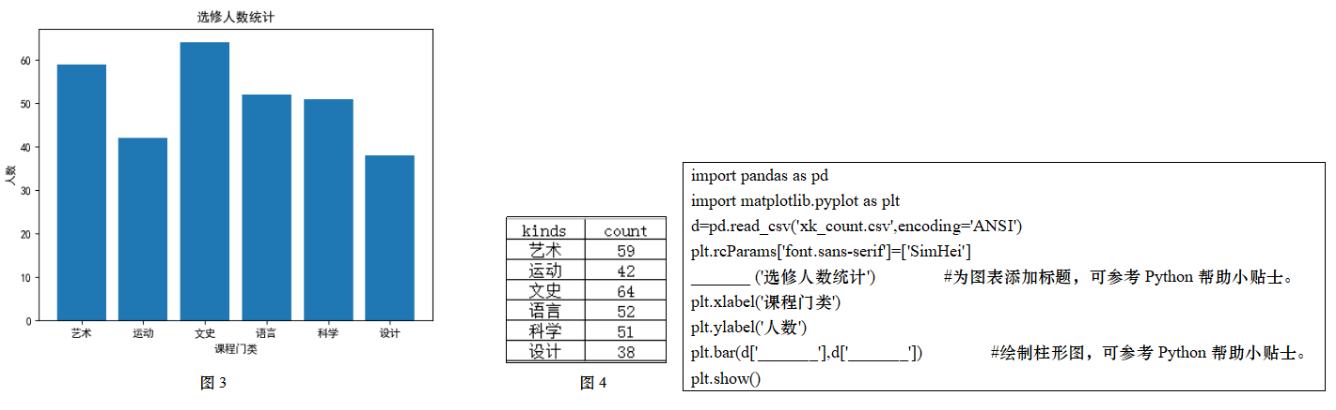 选修人数统计
60
50
40
30
20
10
0
人数
艺术 运动 文史 语言 科学 设计
课程门类
图 3
kinds count
艺术 59
运动 42
文史 64
语言 52
科学 51
设计 38
图 4
import pandas as pd
import matplotlib.pyplot as plt
d=pd.read_csv('xk_count.csv',encoding='ANSI')
plt.rcParams['font.sans-serif']=['SimHei']
_______ ('选修人数统计') #为图表添加标题，可参考 Python 帮助小贴士。
plt.xlabel('课程门类')
plt.ylabel('人数')
plt.bar(d['_______'],d['_______']) #绘制柱形图，可参考 Python 帮助小贴士。
plt.show()